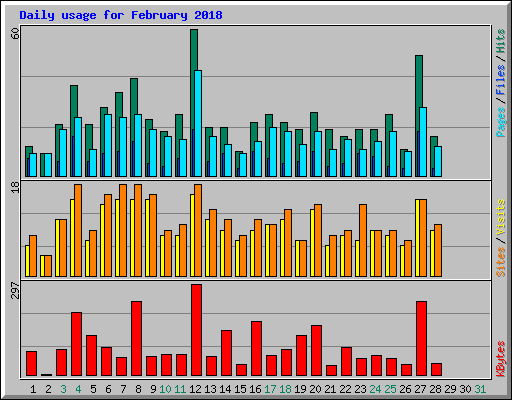 Daily usage for February 2018
60
Pages / Files / Hits
18
Sites / Visits
297
KBytes
1 2 3 4 5 6 7 8 9 10 11 12 13 14 15 16 17 18 19 20 21 22 23 24 25 26 27 28 29 30 31